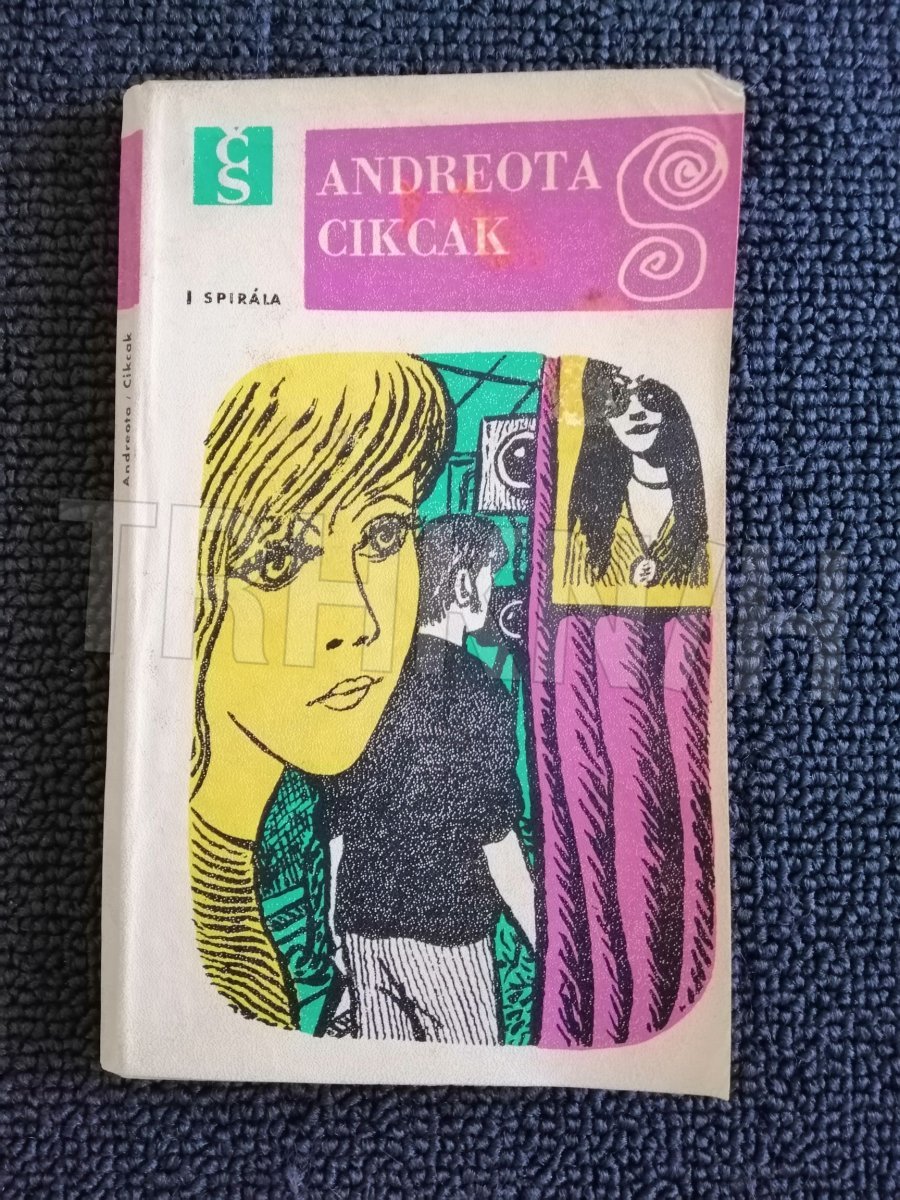 ČS
ANDREOTA
CIKCAK
I SPIRÁLA
Andreota / Cikcak